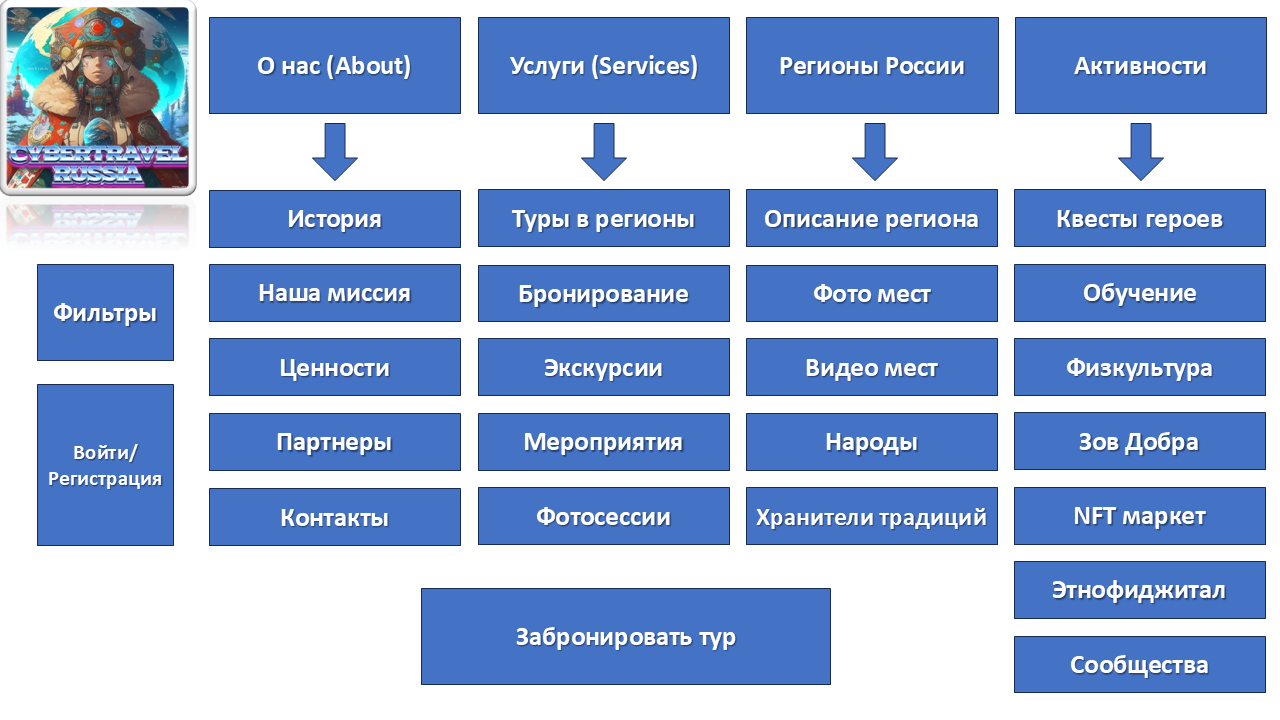 CYBERTRAVEL
RUSSIA
О нас (About)
Услуги (Services)
Регионы России
Активности
История
Туры в регионы
Описание региона
Квесты героев
Фильтры
Наша миссия
Бронирование
Фото мест
Обучение
Ценности
Экскурсии
Видео мест
Физкультура
Войти/
Регистрация
Партнеры
Мероприятия
Народы
Зов Добра
Контакты
Фотосессии
Хранители традиций
NFT маркет
Этнофиджитал
Забронировать тур
Сообщества